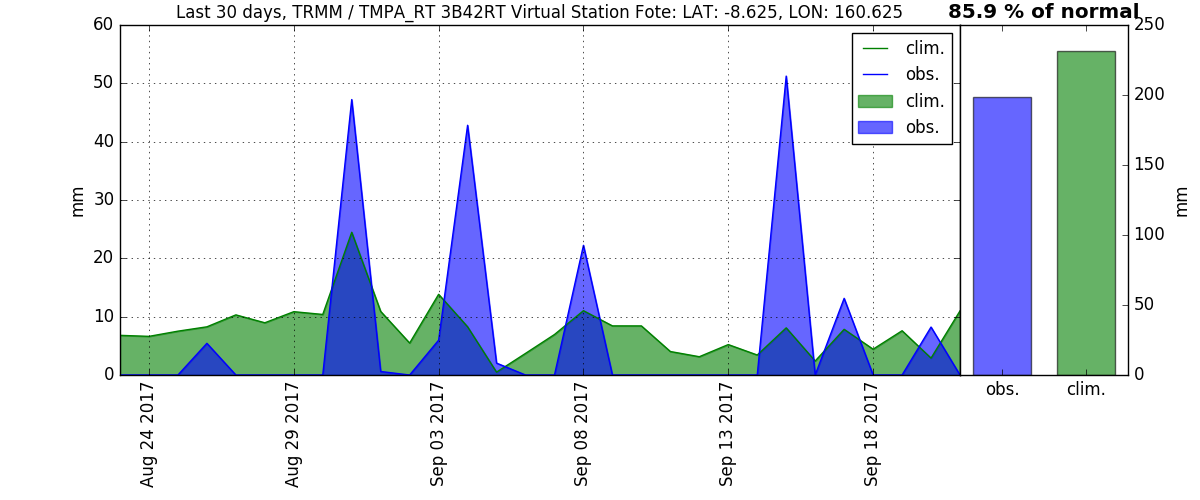 Last 30 days, TRMM / TMPA_RT 3B42RT Virtual Station Fote: LAT: -8.625, LON: 160.625
85.9 % of normal
60
50
40
30
20
10
0
mm
clim.
obs.
clim.
obs.
Aug 24 2017
Aug 29 2017
Sep 03 2017
Sep 08 2017
Sep 13 2017
Sep 18 2017
250
200
150
100
50
0
mm
obs.
clim.